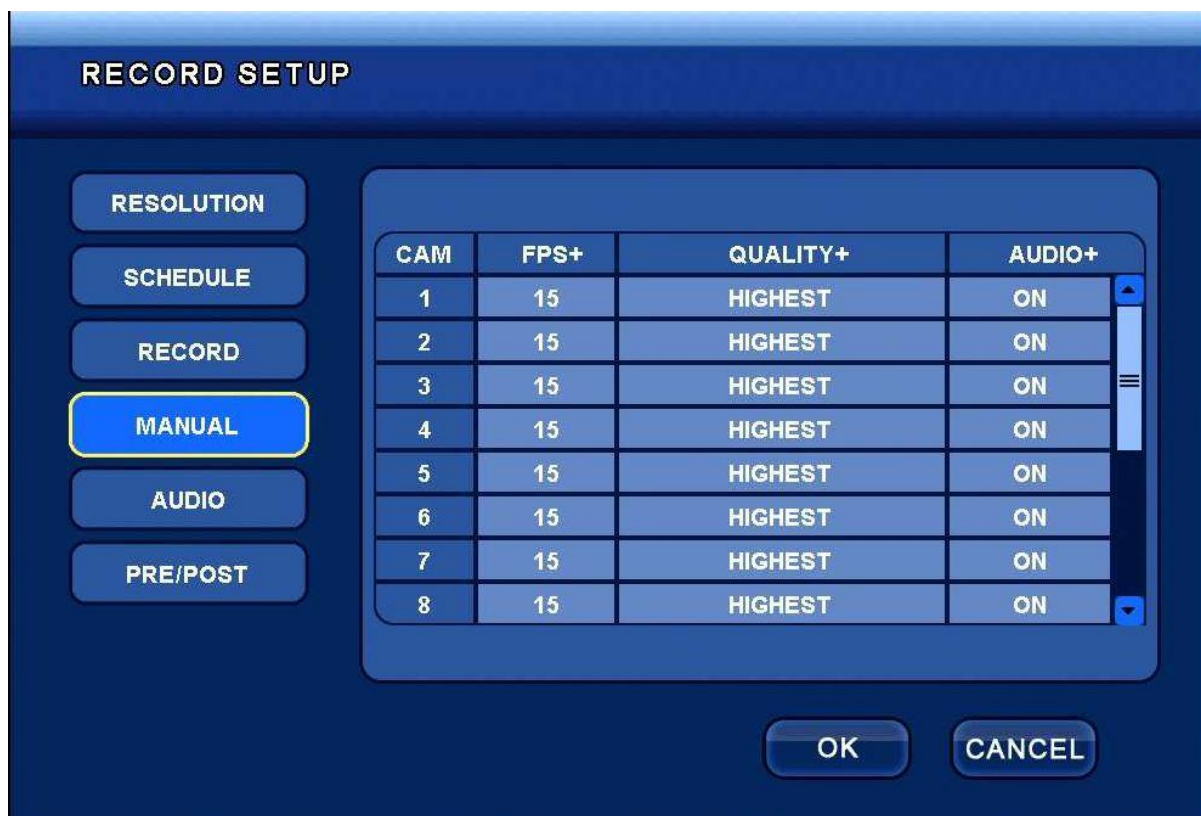 RECORD SETUP
RESOLUTION
SCHEDULE
RECORD
MANUAL
AUDIO
PRE/POST
CAM FPS+ QUALITY+ AUDIO+
1 15 HIGHEST ON
2 15 HIGHEST ON
3 15 HIGHEST ON
4 15 HIGHEST ON
5 15 HIGHEST ON
6 15 HIGHEST ON
7 15 HIGHEST ON
8 15 HIGHEST ON
OK CANCEL